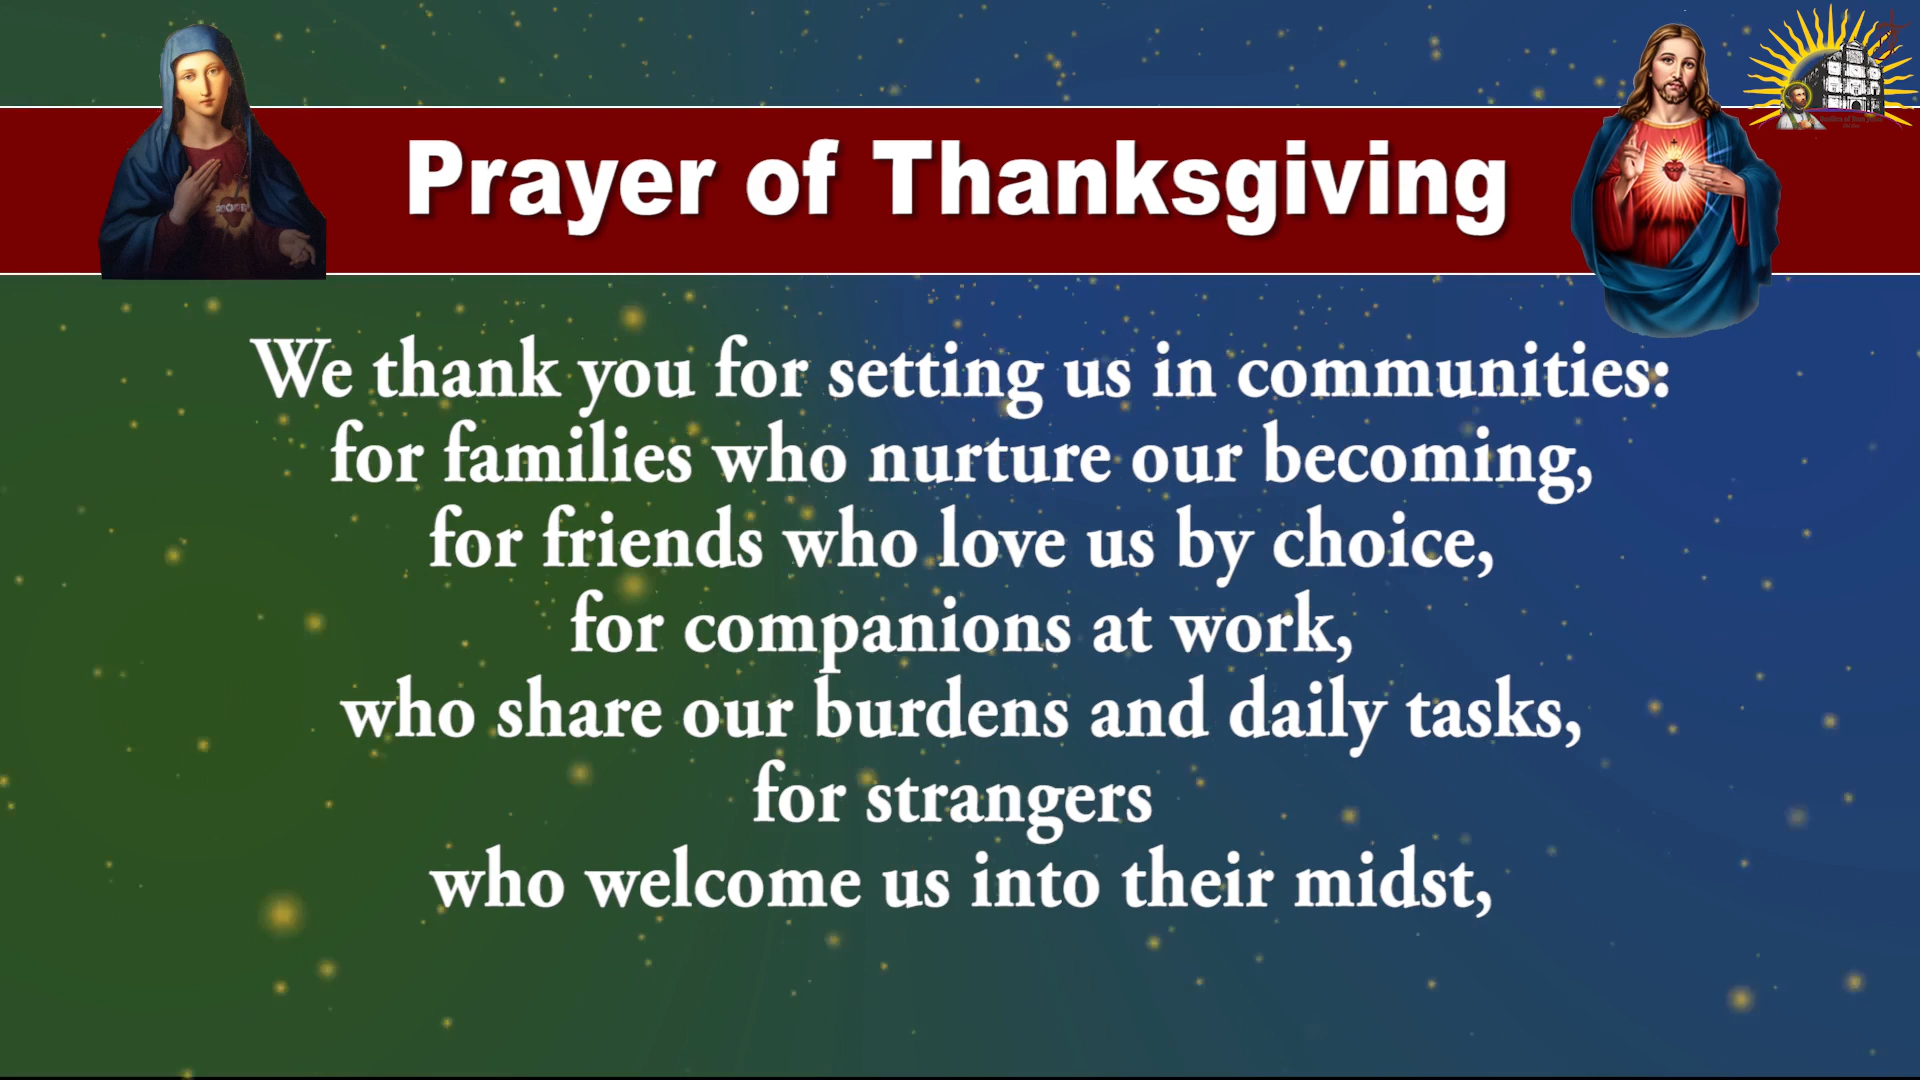 Prayer of Thanksgiving
We thank you for setting us in communities:
for families who nurture our becoming,
for friends who love us by choice,
for companions at work,
who share our burdens and daily tasks,
for strangers
who welcome us into their midst,